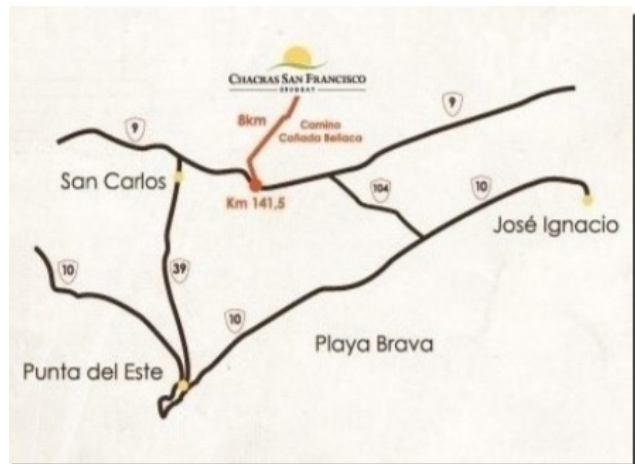 CHACRAS SAN FRANCISCO
URUGUAY
8km
Camino
Cañada Bellaca
9
9
San Carlos
Km 141,5
104
10
José Ignacio
10
39
10
Playa Brava
Punta del Este